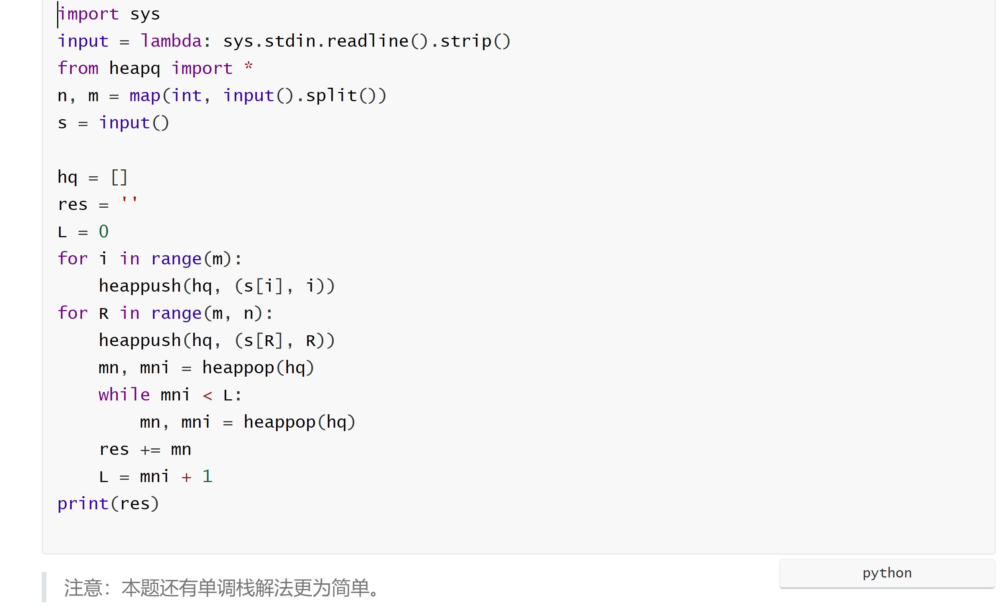 import sys
input = lambda: sys.stdin.readline().strip()
from heapq import *
n, m = map(int, input().split())
s = input()

hq = []
res = ''
L = 0
for i in range(m):
    heappush(hq, (s[i], i))
for R in range(m, n):
    heappush(hq, (s[R], R))
    mn, mni = heappop(hq)
    while mni < L:
        mn, mni = heappop(hq)
    res += mn
    L = mni + 1
print(res)
python
注意：本题还有单调栈解法更为简单。